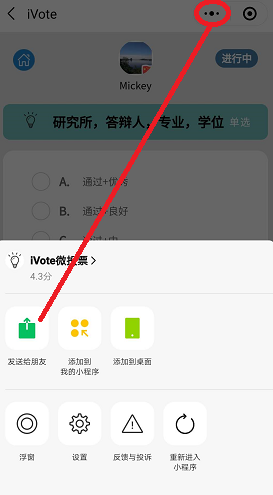 iVote
Mickey
进行中
研究所，答辩人，专业，学位 单选
A. 通过+优秀
B. 通过+良好
C. 通过+中
iVote微投票
4.3分
发送给朋友
添加到
我的小程序
添加到桌面
浮窗
设置
反馈与投诉
重新进入
小程序